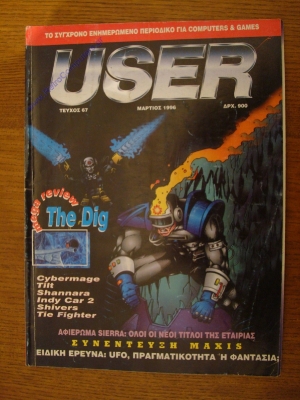 ΤΟ ΣΥΓΧΡΟΝΟ ΕΝΗΜΕΡΩΜΕΝΟ ΠΕΡΙΟΔΙΚΟ ΓΙΑ COMPUTERS & GAMES
USER
ΤΕΥΧΟΣ 67 ΜΑΡΤΙΟΣ 1996 ΔΡΧ. 900
mega review
The Dig
Cybermage
Tilt
Shannara
Indy Car 2
Shivers
Tie Fighter
ΑΦΙΕΡΩΜΑ SIERRA: ΟΛΟΙ ΟΙ ΝΕΟΙ ΤΙΤΛΟΙ ΤΗΣ ΕΤΑΙΡΙΑΣ
ΣΥΝΕΝΤΕΥΞΗ MAXIS
ΕΙΔΙΚΗ ΕΡΕΥΝΑ: UFO, ΠΡΑΓΜΑΤΙΚΟΤΗΤΑ Ή ΦΑΝΤΑΣΙΑ;